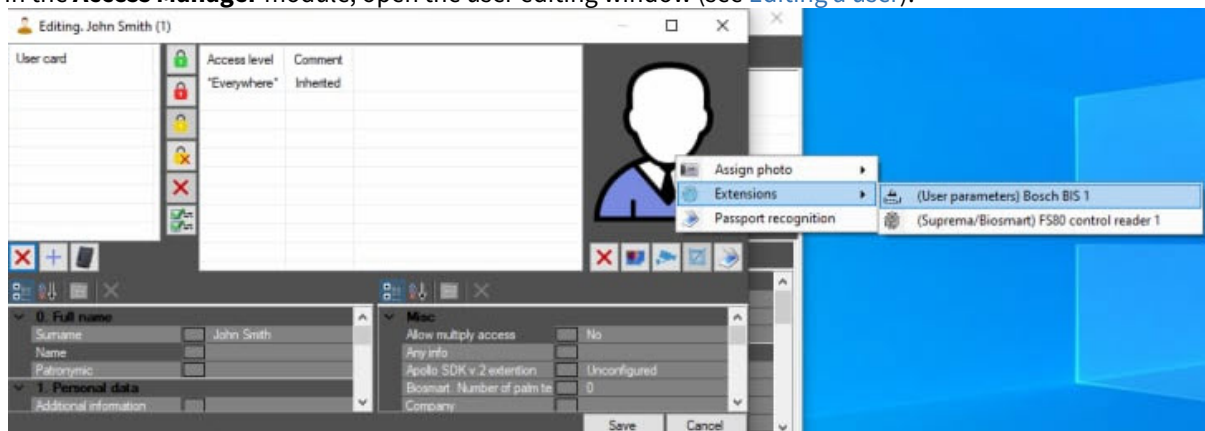 In the Access Manager module, open the user editing window (see Editing a user):
Editing. John Smith (1)
User card
Access level Comment
"Everywhere" Inherited
Assign photo
Extensions
Passport recognition
(User parameters) Bosch BIS 1
(Suprema/Biosmart) FS80 control reader 1
0. Full name
Surname John Smith
Name
Patronymic
1. Personal data
Additional information
Misc
Allow multiply access No
Any info
Apollo SDK v.2 extention Unconfigured
Biosmart. Number of palm te 0
Company
Save Cancel